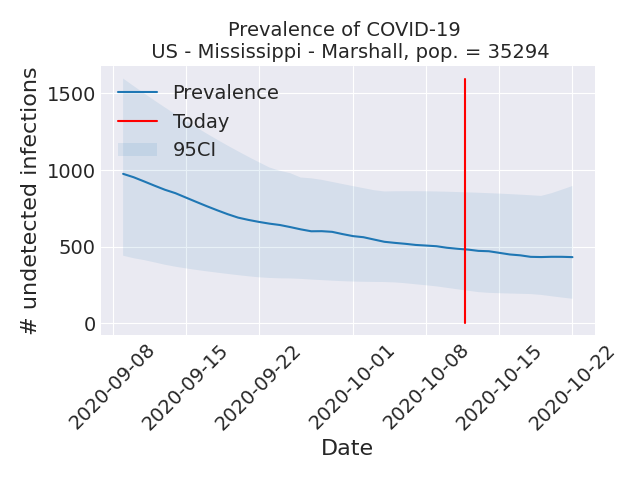 Prevalence of COVID-19
US - Mississippi - Marshall, pop. = 35294
# undetected infections
1500
1000
500
0
Prevalence
Today
95CI
2020-09-08
2020-09-15
2020-09-22
2020-10-01
2020-10-08
2020-10-15
2020-10-22
Date